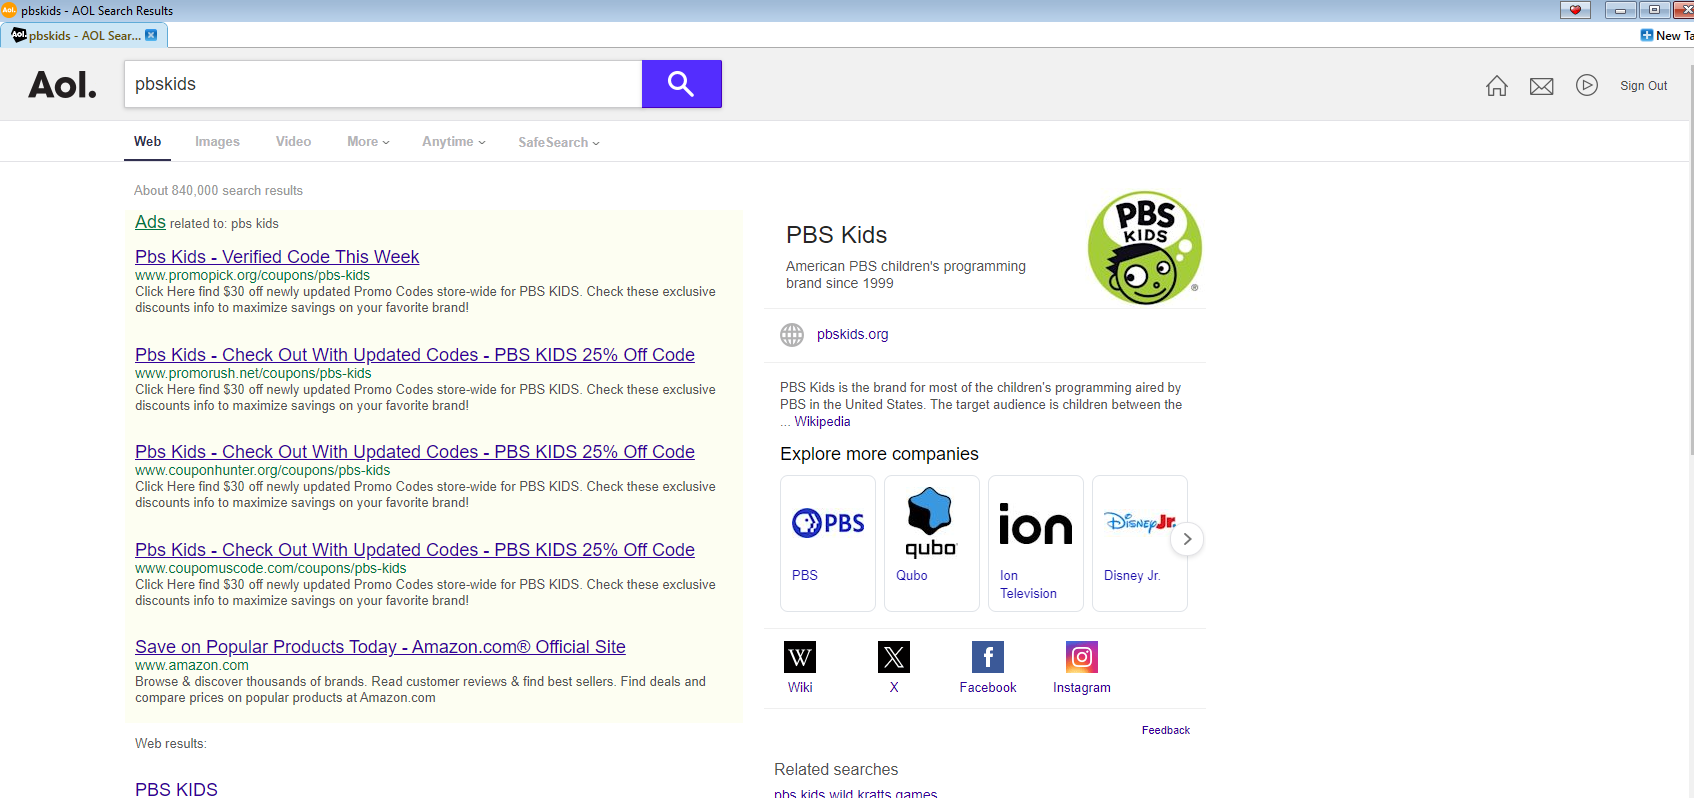 pbskids - AOL Search Results
pbskids - AOL Sear...
New Ta
Aol.
pbskids
Sign Out
Web Images Video More Anytime SafeSearch
About 840,000 search results
Ads related to: pbs kids
Pbs Kids - Verified Code This Week
www.promopick.org/coupons/pbs-kids
Click Here find $30 off newly updated Promo Codes store-wide for PBS KIDS. Check these exclusive
discounts info to maximize savings on your favorite brand!
Pbs Kids - Check Out With Updated Codes - PBS KIDS 25% Off Code
www.promorush.net/coupons/pbs-kids
Click Here find $30 off newly updated Promo Codes store-wide for PBS KIDS. Check these exclusive
discounts info to maximize savings on your favorite brand!
Pbs Kids - Check Out With Updated Codes - PBS KIDS 25% Off Code
www.couponhunter.org/coupons/pbs-kids
Click Here find $30 off newly updated Promo Codes store-wide for PBS KIDS. Check these exclusive
discounts info to maximize savings on your favorite brand!
Pbs Kids - Check Out With Updated Codes - PBS KIDS 25% Off Code
www.coupomuscode.com/coupons/pbs-kids
Click Here find $30 off newly updated Promo Codes store-wide for PBS KIDS. Check these exclusive
discounts info to maximize savings on your favorite brand!
Save on Popular Products Today - Amazon.com® Official Site
www.amazon.com
Browse & discover thousands of brands. Read customer reviews & find best sellers. Find deals and
compare prices on popular products at Amazon.com
Web results:
PBS KIDS
PBS Kids
American PBS children's programming
brand since 1999
PBS
KIDS
®
pbskids.org
PBS Kids is the brand for most of the children's programming aired by
PBS in the United States. The target audience is children between the
... Wikipedia
Explore more companies
PBS
PBS
qubo
Qubo
ion
Ion
Television
Disney Jr.
Disney Jr.
W
Wiki
X
X
f
Facebook
Instagram
Feedback
Related searches
pbs kids wild kratts games